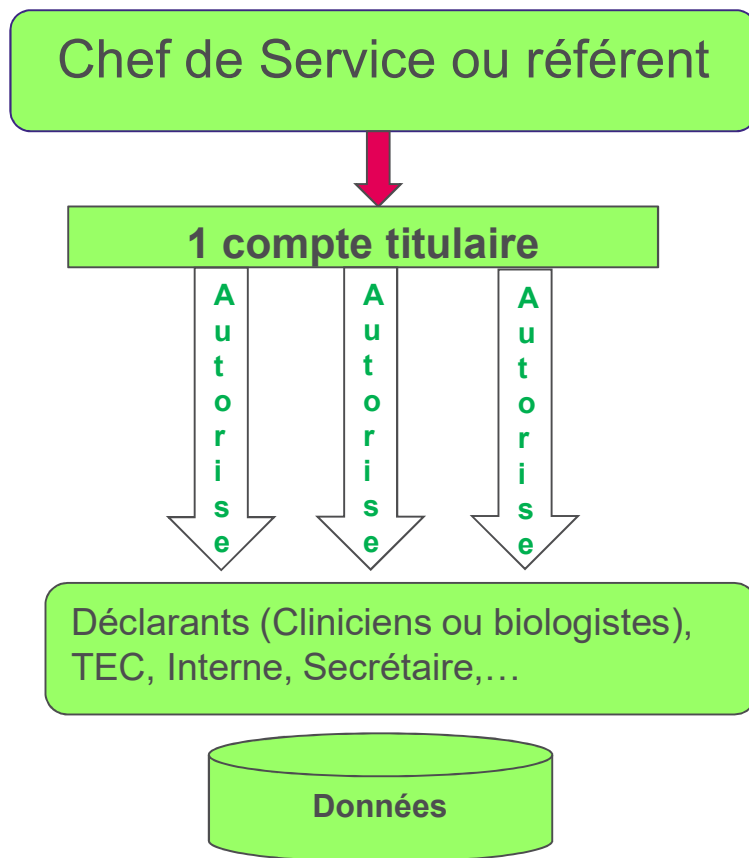 Chef de Service ou référent
1 compte titulaire
Autorise
Autorise
Autorise
Déclarants (Cliniciens ou biologistes),
TEC, Interne, Secrétaire,…
Données